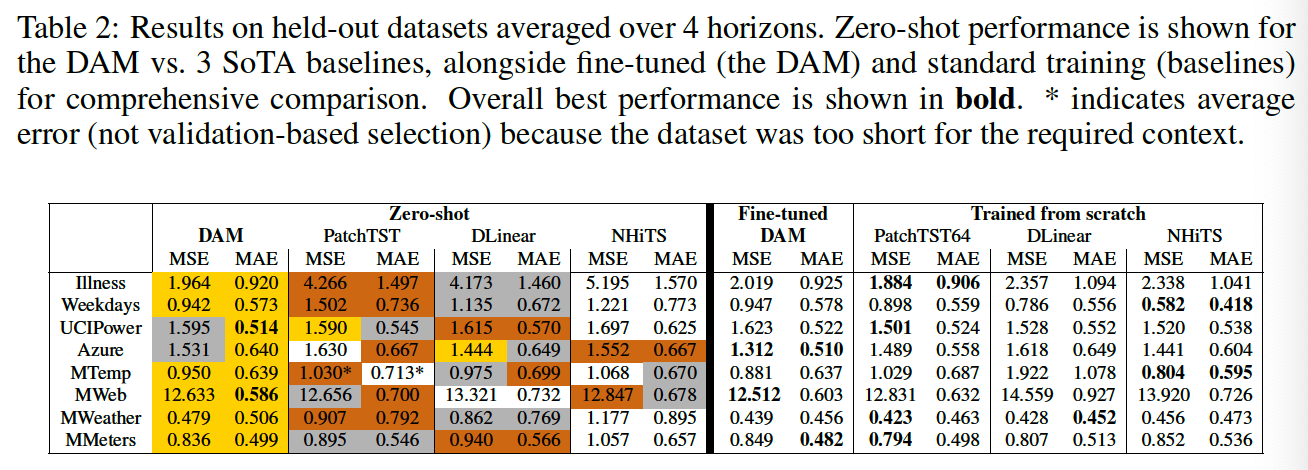 Table 2: Results on held-out datasets averaged over 4 horizons. Zero-shot performance is shown for
the DAM vs. 3 SoTA baselines, alongside fine-tuned (the DAM) and standard training (baselines)
for comprehensive comparison. Overall best performance is shown in bold. * indicates average
error (not validation-based selection) because the dataset was too short for the required context.
Zero-shot Fine-tuned Trained from scratch
DAM PatchTST DLinear NHiTS DAM PatchTST64 DLinear NHiTS
MSE MAE MSE MAE MSE MAE MSE MAE MSE MAE MSE MAE MSE MAE MSE MAE
Illness 1.964 0.920 4.266 1.497 4.173 1.460 5.195 1.570 2.019 0.925 1.884 0.906 2.357 1.094 2.338 1.041
Weekdays 0.942 0.573 1.502 0.736 1.135 0.672 1.221 0.773 0.947 0.578 0.898 0.559 0.786 0.556 0.582 0.418
UCIPower 1.595 0.514 1.590 0.545 1.615 0.570 1.697 0.625 1.623 0.522 1.501 0.524 1.528 0.552 1.520 0.538
Azure 1.531 0.640 1.630 0.667 1.444 0.649 1.552 0.667 1.312 0.510 1.489 0.558 1.618 0.649 1.441 0.604
MTemp 0.950 0.639 1.030* 0.713* 0.975 0.699 1.068 0.670 0.881 0.637 1.029 0.687 1.922 1.078 0.804 0.595
MWeb 12.633 0.586 12.656 0.700 13.321 0.732 12.847 0.678 12.512 0.603 12.831 0.632 14.559 0.927 13.920 0.726
MWeather 0.479 0.506 0.907 0.792 0.862 0.769 1.177 0.895 0.439 0.456 0.423 0.463 0.428 0.452 0.456 0.473
MMeters 0.836 0.499 0.895 0.546 0.940 0.566 1.057 0.657 0.849 0.482 0.794 0.498 0.807 0.513 0.852 0.536